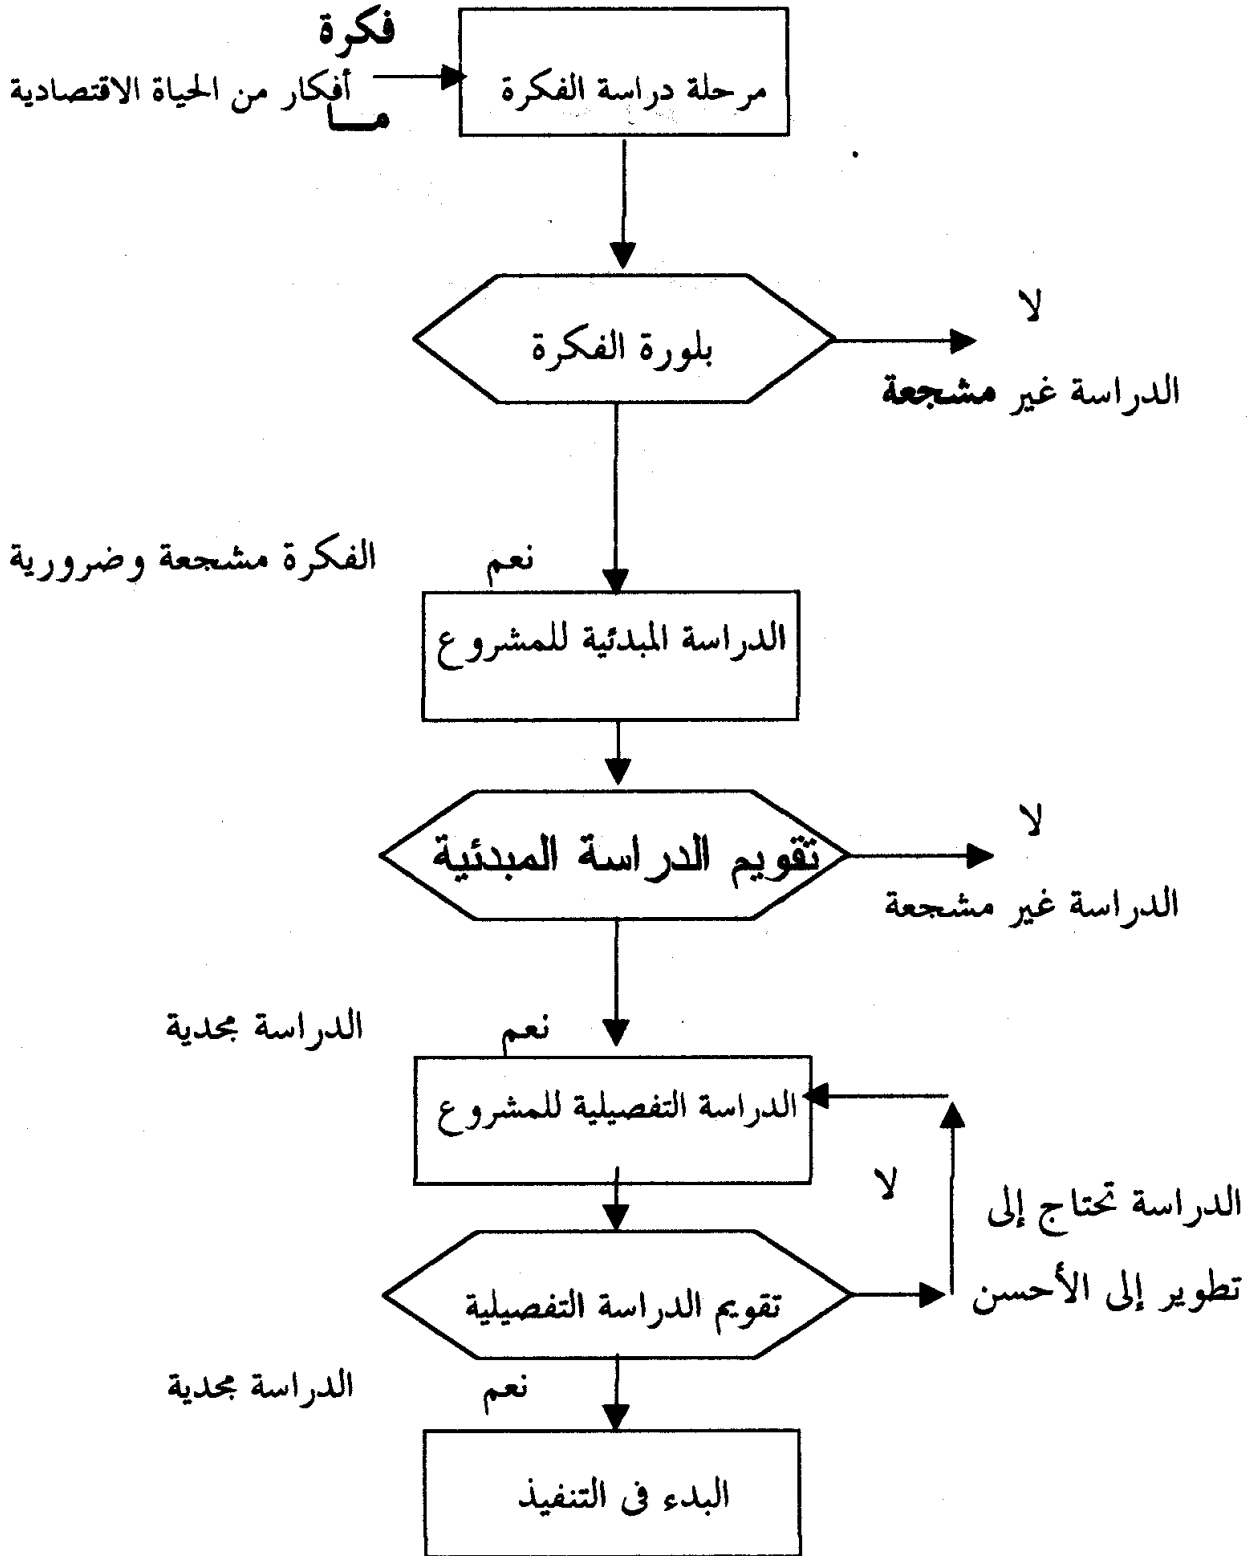 فكرة
مرحلة دراسة الفكرة
أفكار من الحياة الاقتصادية
ما
بلورة الفكرة
لا
الدراسة غير مشجعة
نعم
الفكرة مشجعة وضرورية
الدراسة المبدئية للمشروع
تقويم الدراسة المبدئية
لا
الدراسة غير مشجعة
نعم
الدراسة مجدية
الدراسة التفصيلية للمشروع
لا
الدراسة تحتاج إلى
تطوير إلى الأحسن
تقويم الدراسة التفصيلية
نعم
الدراسة مجدية
البدء فى التنفيذ